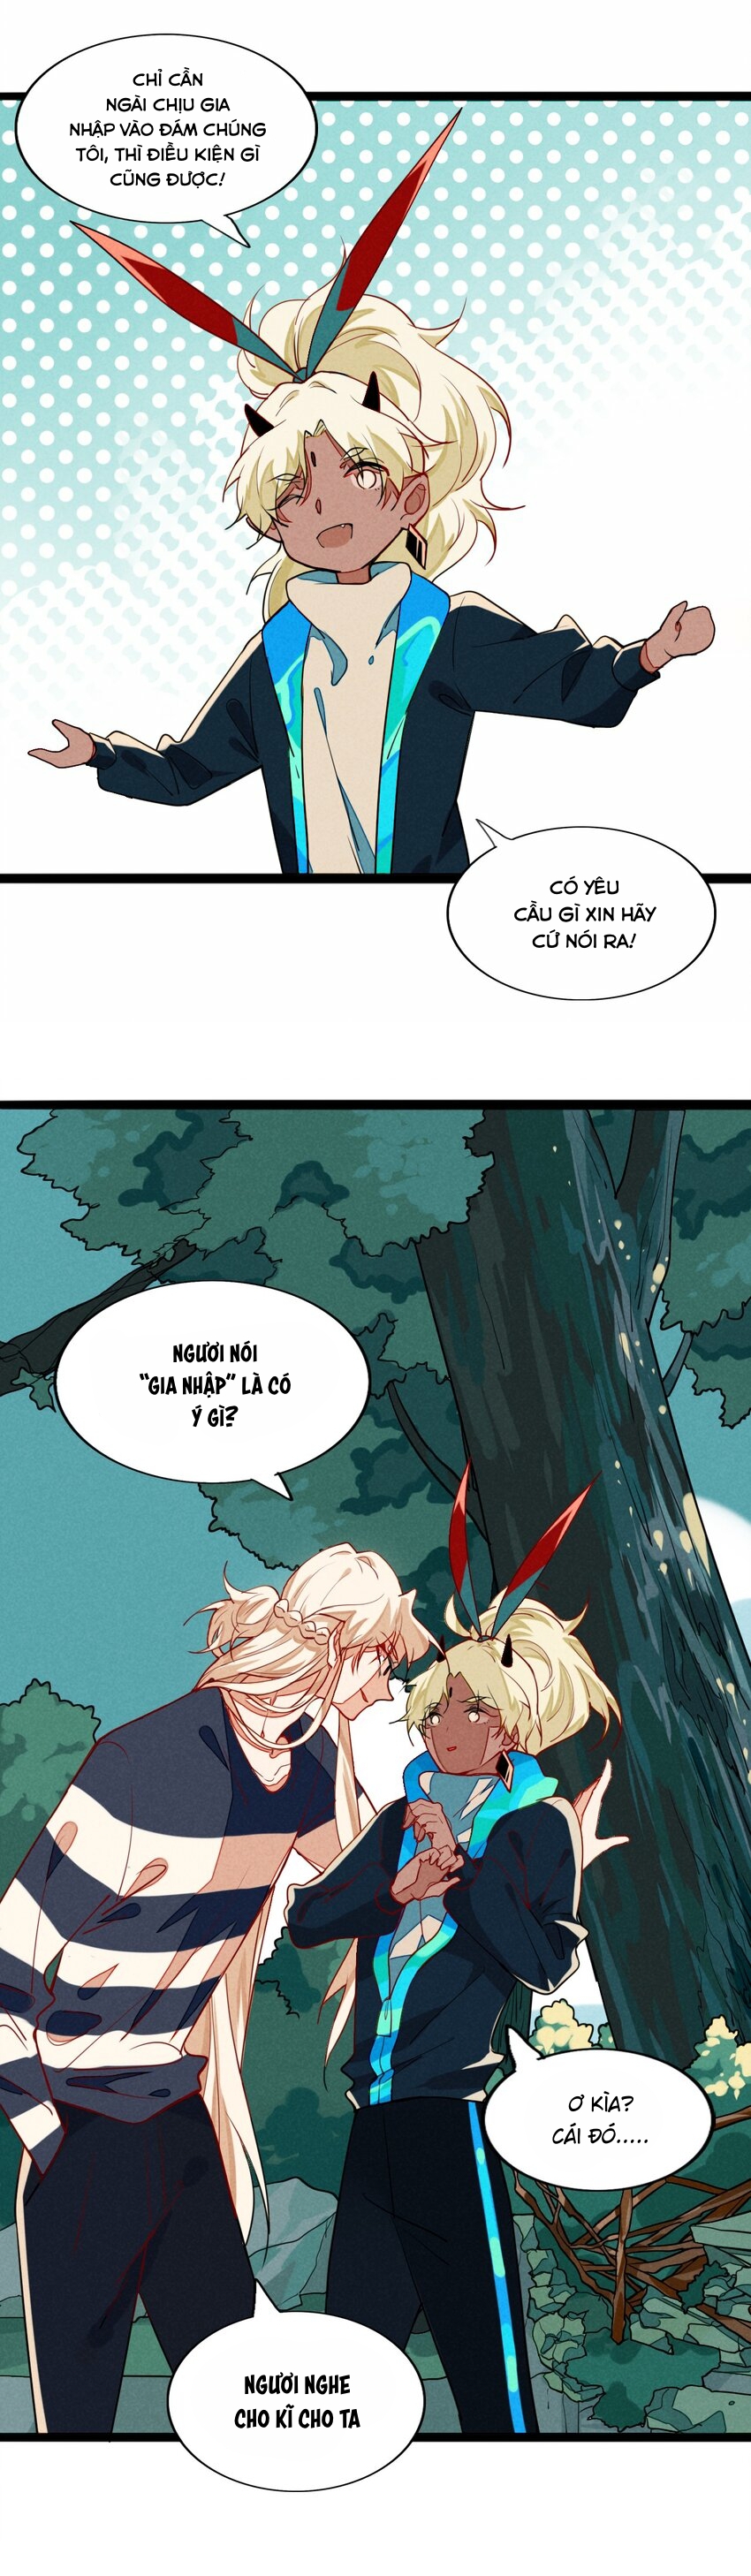 CHỈ CẦN
NGÀI CHỊU GIA
NHẬP VÀO ĐÁM CHÚNG
TÔI, THÌ ĐIỀU KIỆN GÌ
CŨNG ĐƯỢC!
CÓ YÊU
CẦU GÌ XIN HÃY
CỨ NÓI RA!
NGƯƠI NÓI
"GIA NHẬP" LÀ CÓ
Ý GÌ?
Ơ KÌA?
CÁI ĐÓ.....
NGƯƠI NGHE
CHO KĨ CHO TA